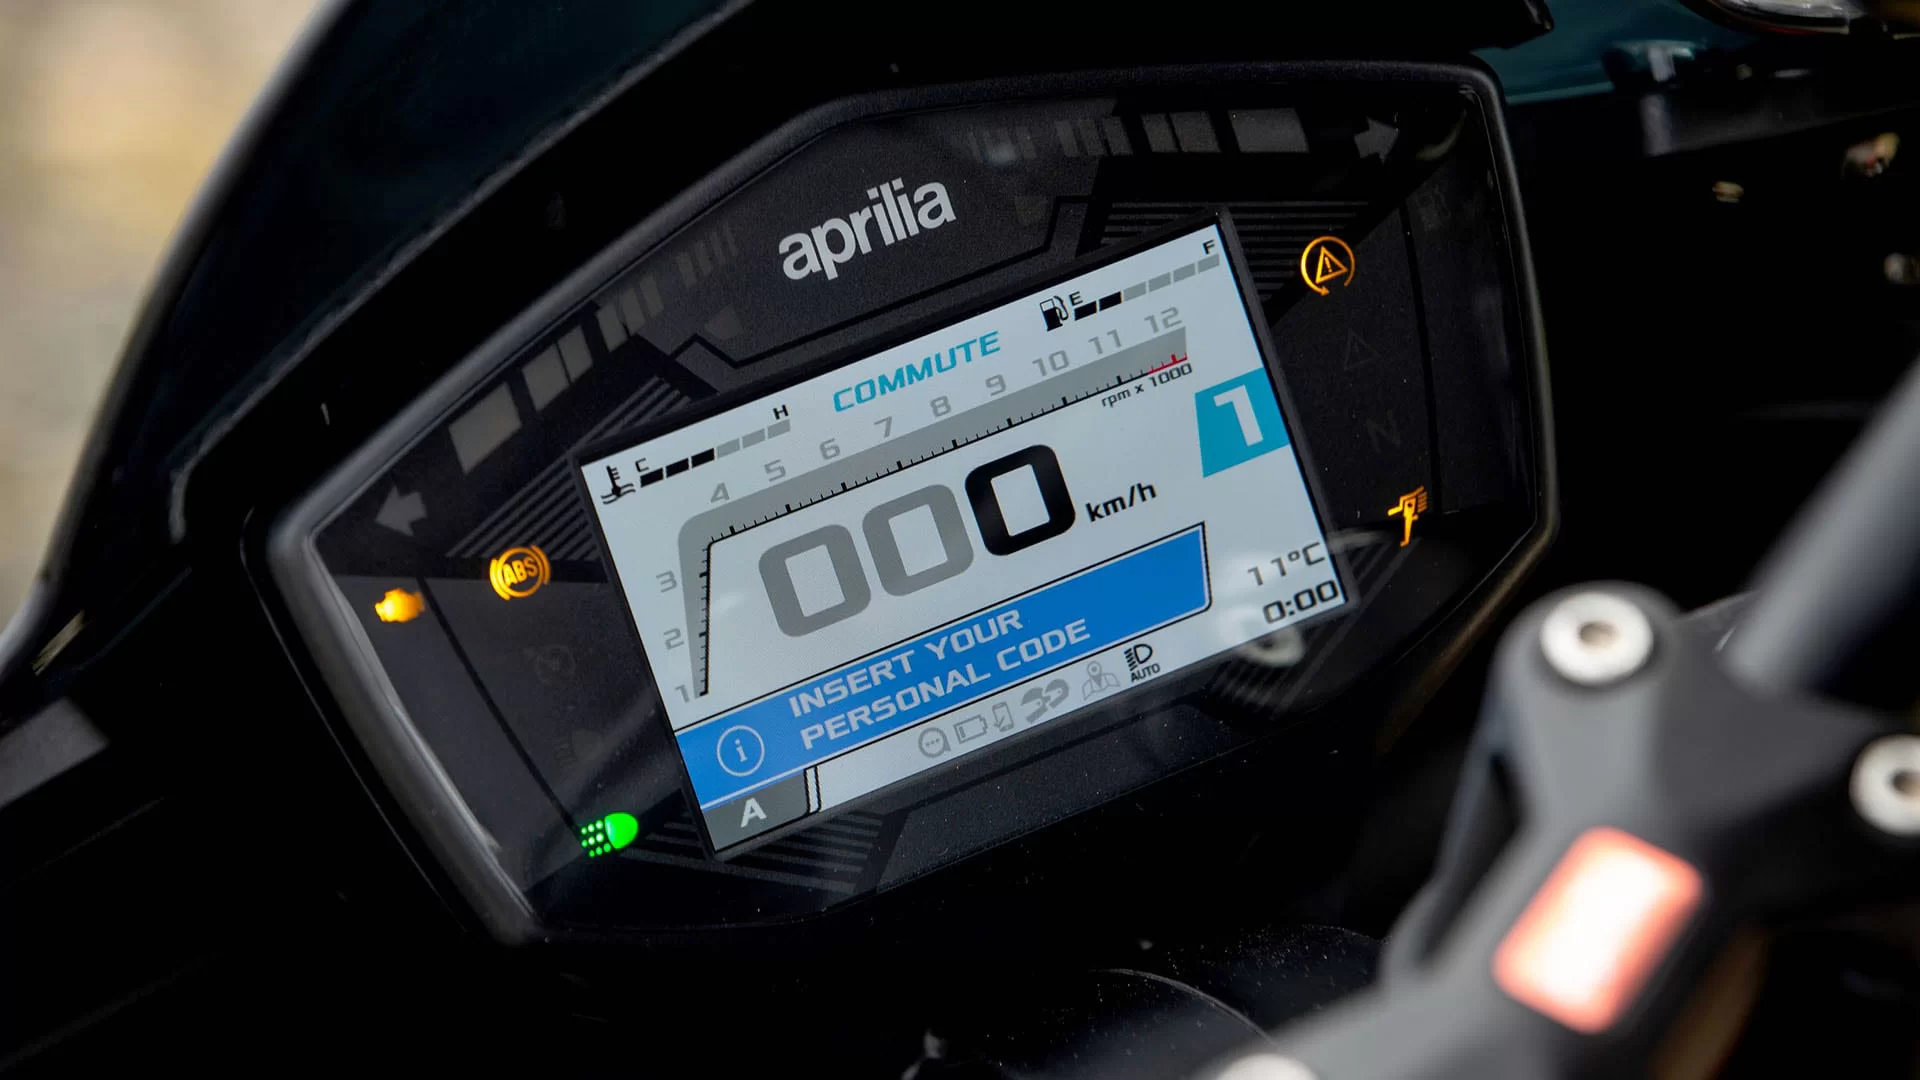 aprilia
F
E
COMMUTE
H
C
1 2 3 4 5 6 7 8 9 10 11 12
rpm x 1000
1
000 km/h
ABS
N
11°C
0:00
INSERT YOUR
PERSONAL CODE
i
AUTO
A